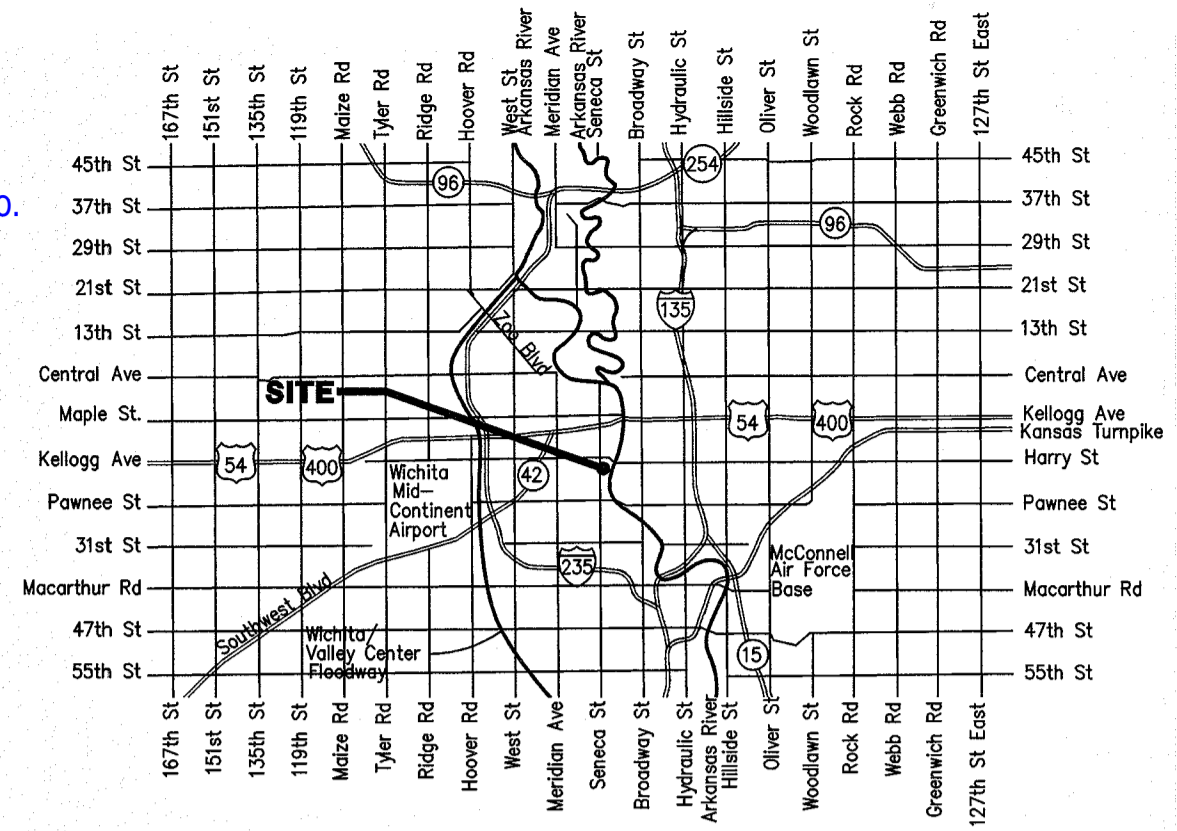 167th St
151st St
135th St
119th St
Maize Rd
Tyler Rd
Ridge Rd
Hoover Rd
West St
Arkansas River
Meridian Ave
Arkansas River
Seneca St
Broadway St
Hydraulic St
Hillside St
Oliver St
Woodlawn St
Rock Rd
Webb Rd
Greenwich Rd
127th St East
45th St
254
45th St
96
0.
37th St
37th St
96
29th St
29th St
21st St
21st St
135
13th St
Zoo Blvd
13th St
Central Ave
Central Ave
SITE
Maple St.
54
400
Kellogg Ave
Kansas Turnpike
Kellogg Ave
54
400
42
Harry St
Wichita
Mid-
Continent
Airport
Pawnee St
Pawnee St
31st St
31st St
235
McConnell
Air Force
Base
Macarthur Rd
Macarthur Rd
Southwest Blvd
47th St
Wichita/
Valley Center
Floodway
47th St
15
55th St
55th St
167th St
151st St
135th St
119th St
Maize Rd
Tyler Rd
Ridge Rd
Hoover Rd
West St
Meridian Ave
Seneca St
Broadway St
Hydraulic St
Arkansas River
Hillside St
Oliver St
Woodlawn St
Rock Rd
Webb Rd
Greenwich Rd
127th St East